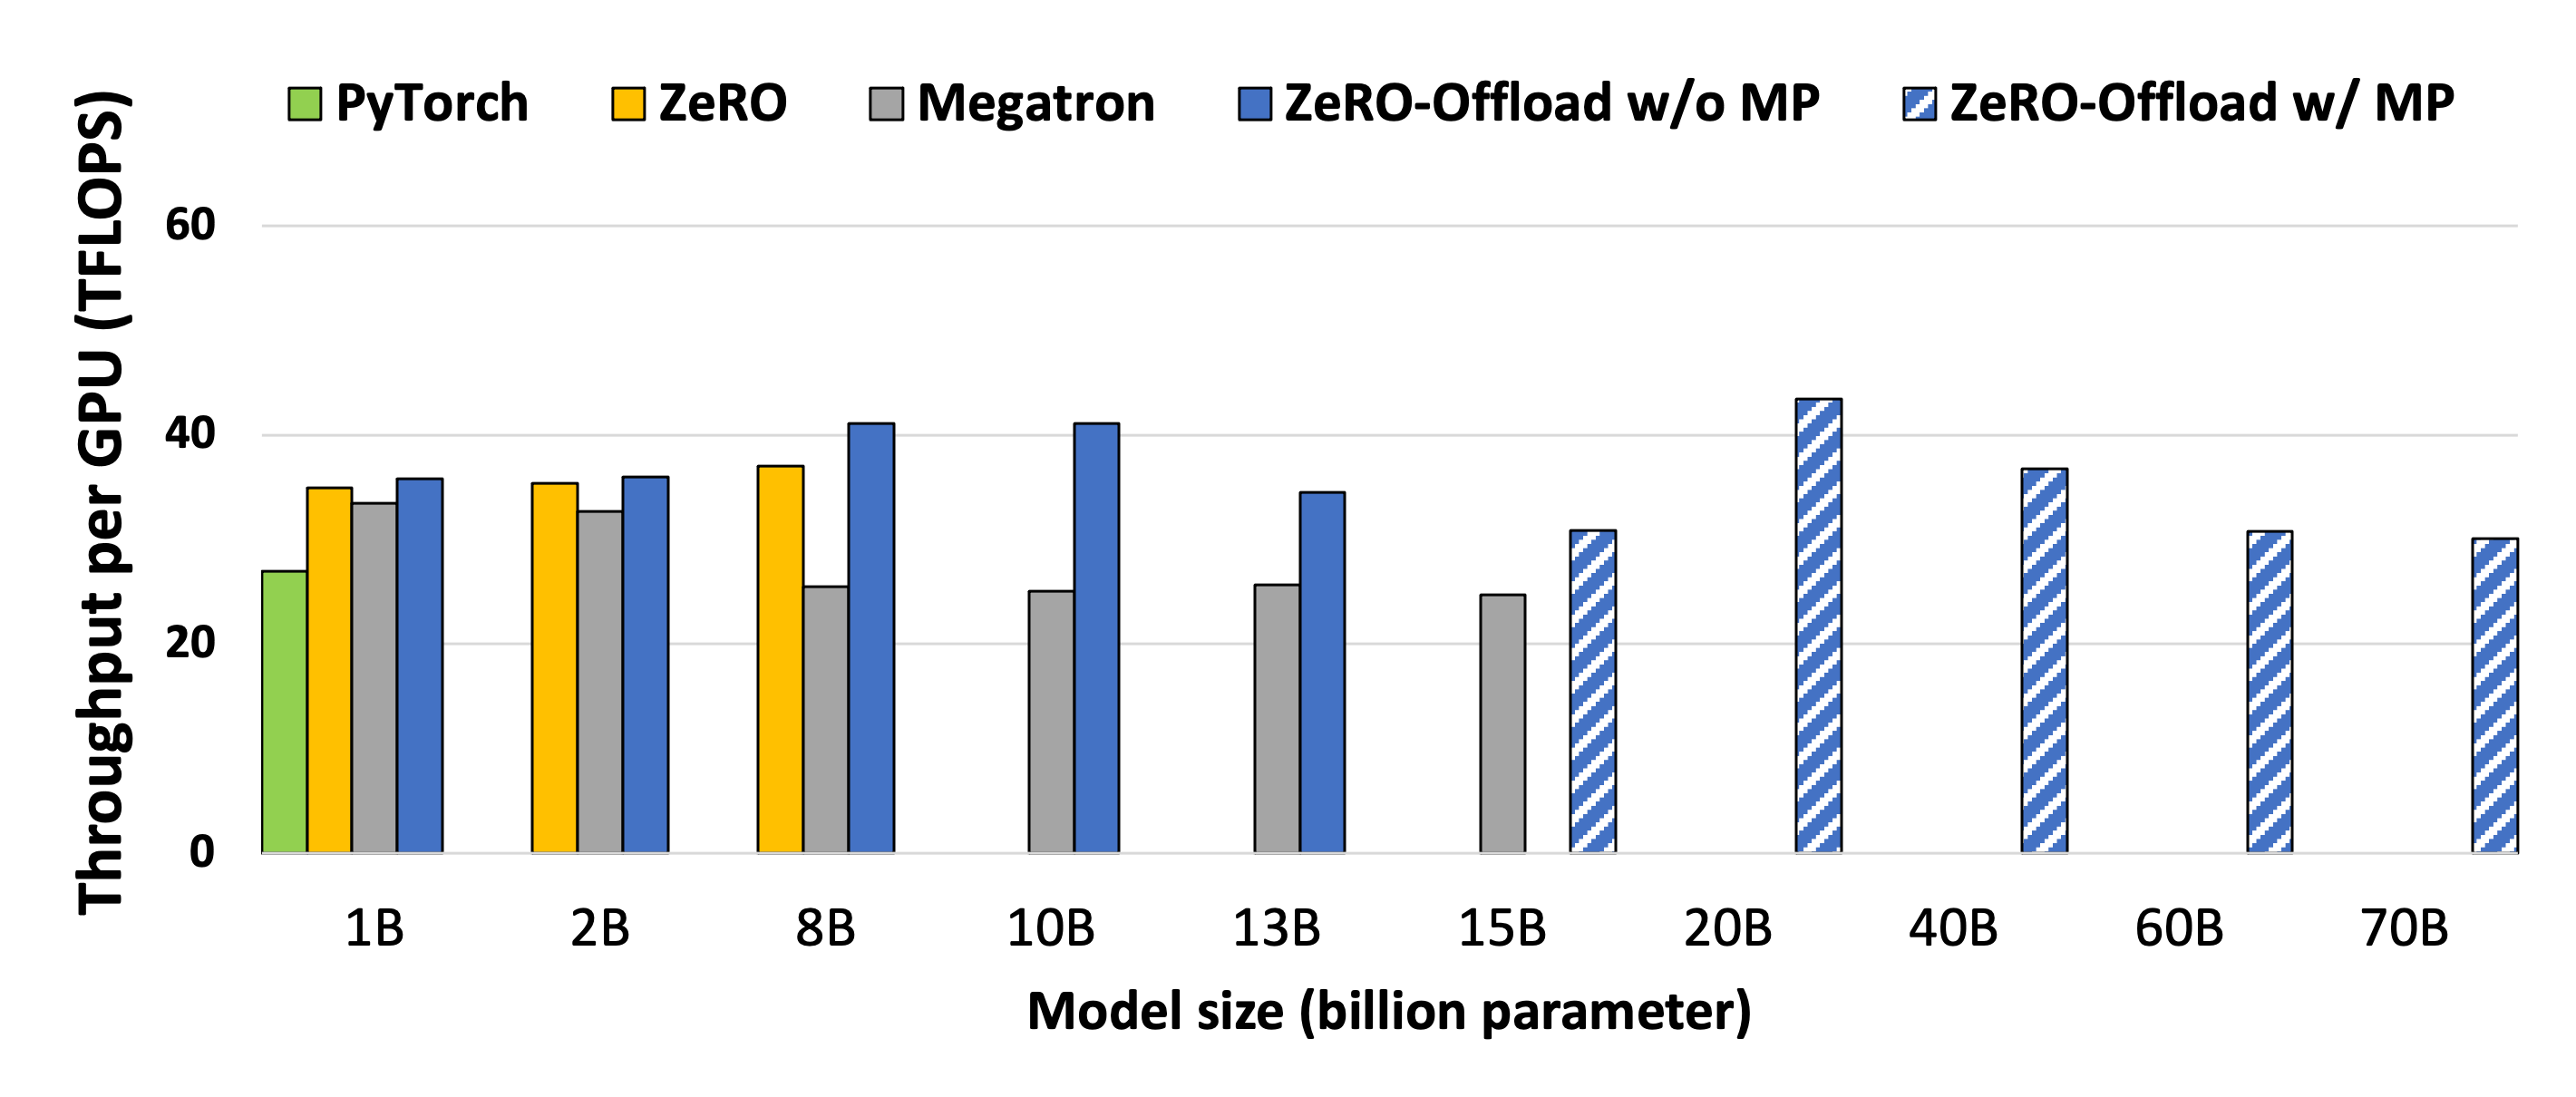 PyTorch ZeRO Megatron ZeRO-Offload w/o MP ZeRO-Offload w/ MP
Throughput per GPU (TFLOPS)
60
40
20
0
1B 2B 8B 10B 13B 15B 20B 40B 60B 70B
Model size (billion parameter)